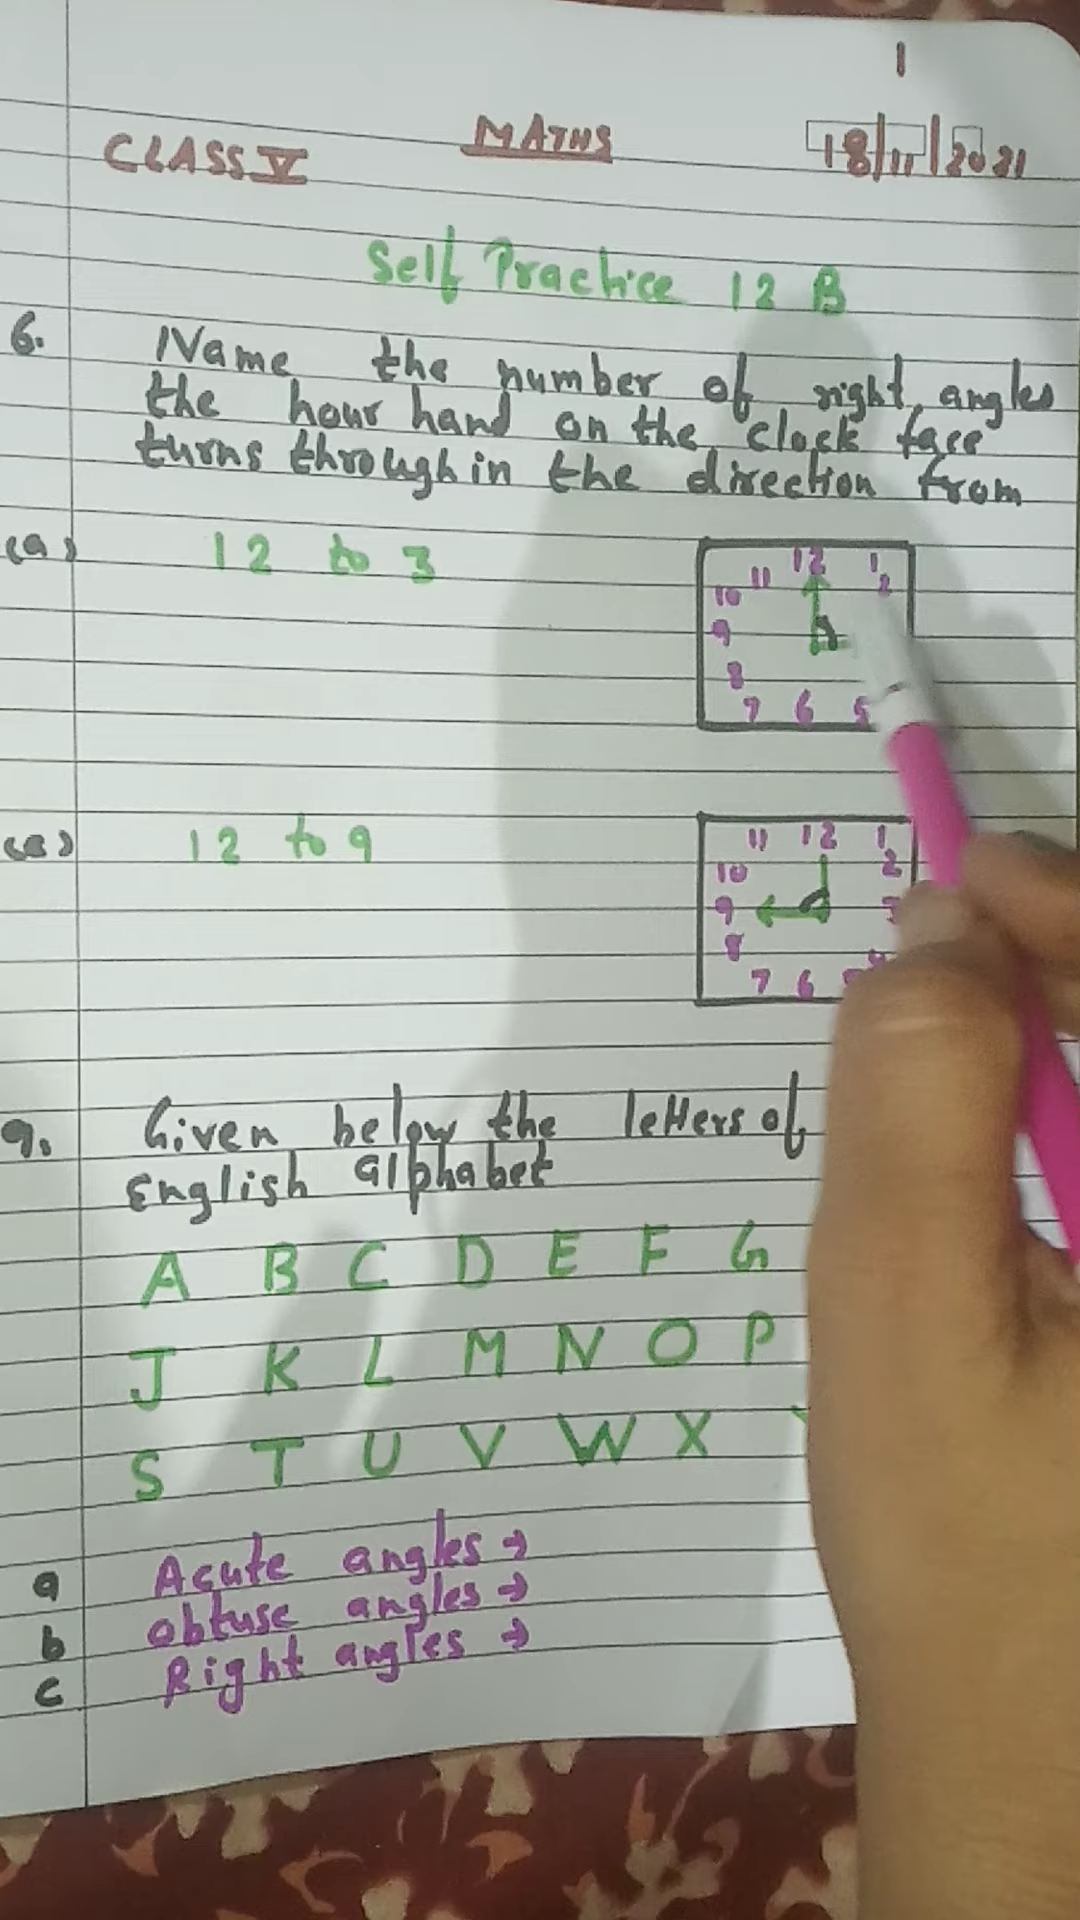 1
CLASS V MATHS 18/11/2021
Self Practice 12 B
6. Name the number of right angles
the hour hand on the clock face
turns through in the direction from
(a) 12 to 3
11 12 1
10 2
9
8
7 6 5
12 to 9
11 12 1
10 2
9 3
8
7 6 5
9. Given below the letters of
English alphabet
A B C D E F G
J K L M N O P
S T U V W X
a Acute angles →
b Obtuse angles →
c Right angles →